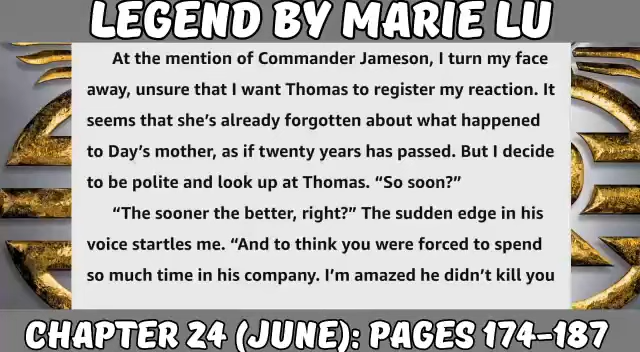 LEGEND BY MARIE LU
At the mention of Commander Jameson, I turn my face
away, unsure that I want Thomas to register my reaction. It
seems that she’s already forgotten about what happened
to Day’s mother, as if twenty years has passed. But I decide
to be polite and look up at Thomas. “So soon?”
“The sooner the better, right?” The sudden edge in his
voice startles me. “And to think you were forced to spend
so much time in his company. I’m amazed he didn’t kill you
CHAPTER 24 (JUNE): PAGES 174-187